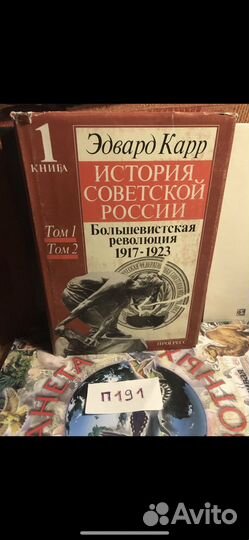 1
КНИГА
Эдвард Карр
ИСТОРИЯ
СОВЕТСКОЙ
РОССИИ
Том 1
Том 2
Большевистская
революция
1917-1923
ПРОГРЕСС
П191
Avito